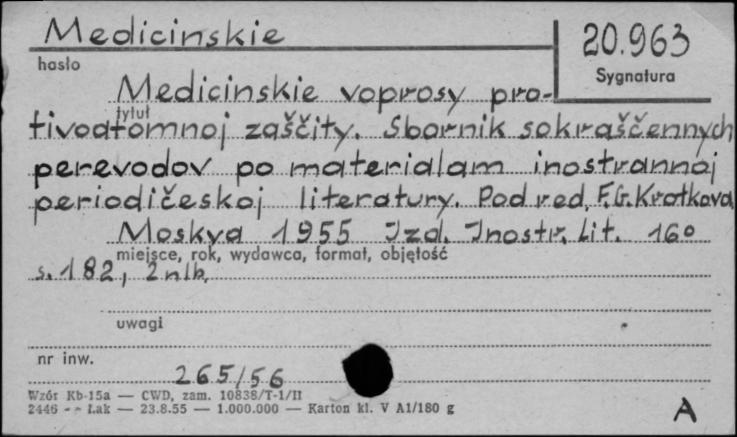 Medicinskie
20.963
hasło
Sygnatura
Medicinskie voprosy pro-
tytuł
tivoatomnoj zaščity. Sbornik sokraščennych
perevodov po materialam inostrannoj
periodičeskoj literatury. Pod red. F.G. Krotkova
Moskva 1955 Izd. Inostr. Lit. 16°
miejsce, rok, wydawca, format, objętość
s. 182, 2 nlb.
uwagi
nr inw.
265/56
Wzór Kb-15a — CWD, zam. 10838/T-1/II
2446 -- Łak — 23.8.55 — 1.000.000 — Karton kl. V A1/180 g
A